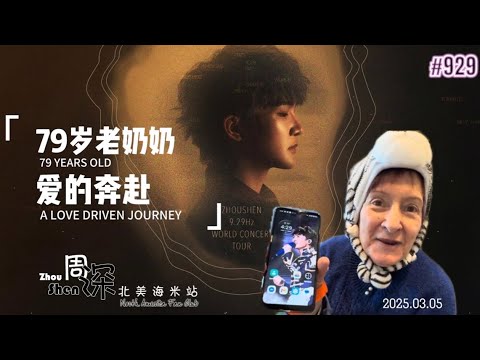 #929
「79岁老奶奶
79 YEARS OLD
爱的奔赴」
A LOVE DRIVEN JOURNEY
ZHOUSHEN
9.29Hz
WORLD CONCERT
TOUR
4:29
Zhou Shen 周深 北美海米站
North America Fan Club
2025.03.05